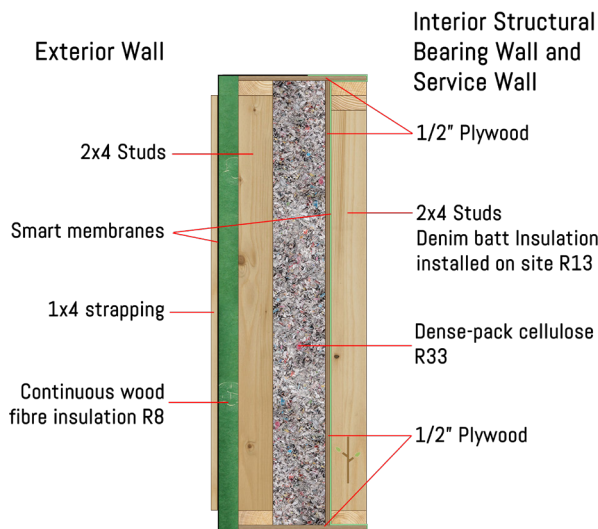 Exterior Wall
Interior Structural
Bearing Wall and
Service Wall
2x4 Studs
Smart membranes
1x4 strapping
Continuous wood
fibre insulation R8
1/2" Plywood
2x4 Studs
Denim batt Insulation
installed on site R13
Dense-pack cellulose
R33
1/2" Plywood